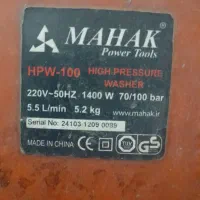 MAHAK
Power Tools
HPW-100 HIGH PRESSURE
WASHER
220V~50HZ 1400 W 70/100 bar
5.5 L/min 5.2 kg
www.mahak.ir
Serial No: 24103 1209 0095
MADE IN CHINA